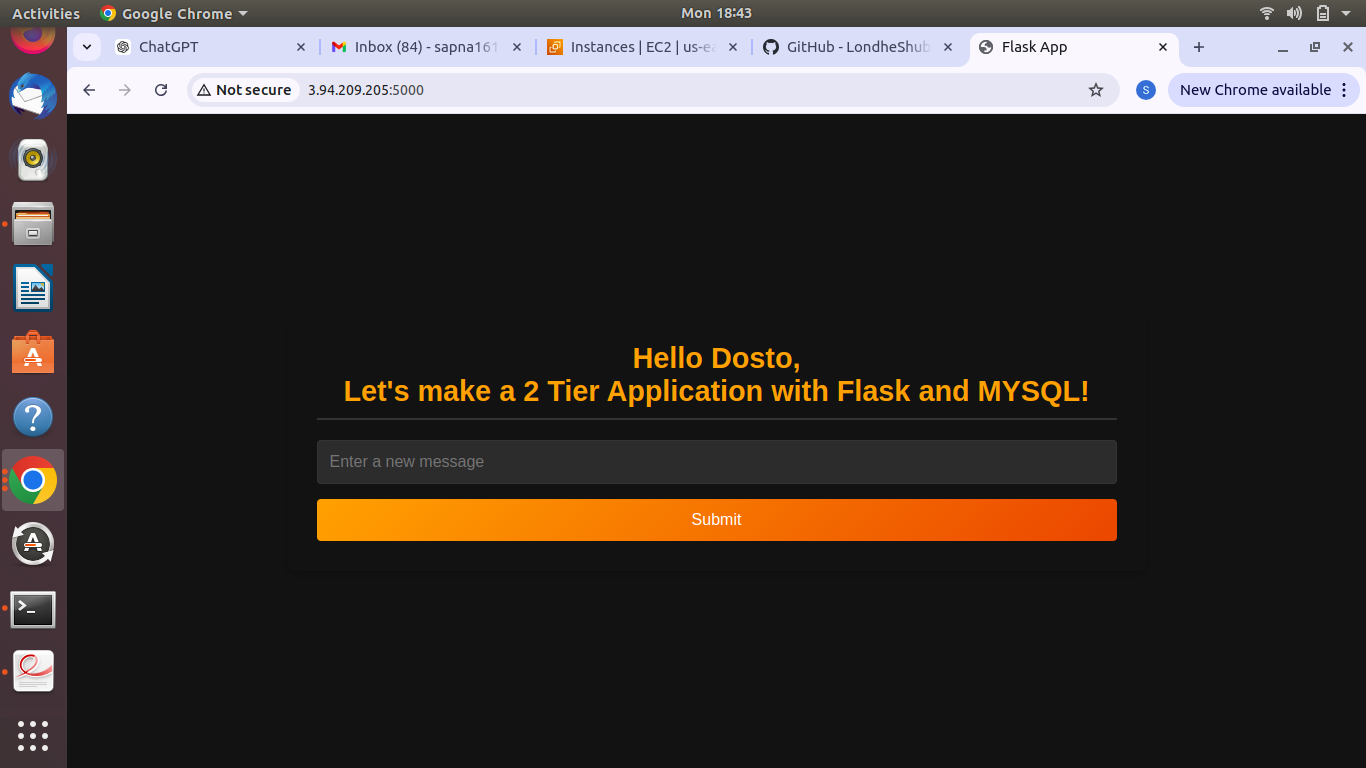 Activities
Google Chrome
Mon 18:43
ChatGPT
Inbox (84) - sapna161
Instances | EC2 | us-ea
GitHub - LondheShub
Flask App
Not secure
3.94.209.205:5000
S
New Chrome available
Hello Dosto,
Let's make a 2 Tier Application with Flask and MYSQL!
Enter a new message
Submit